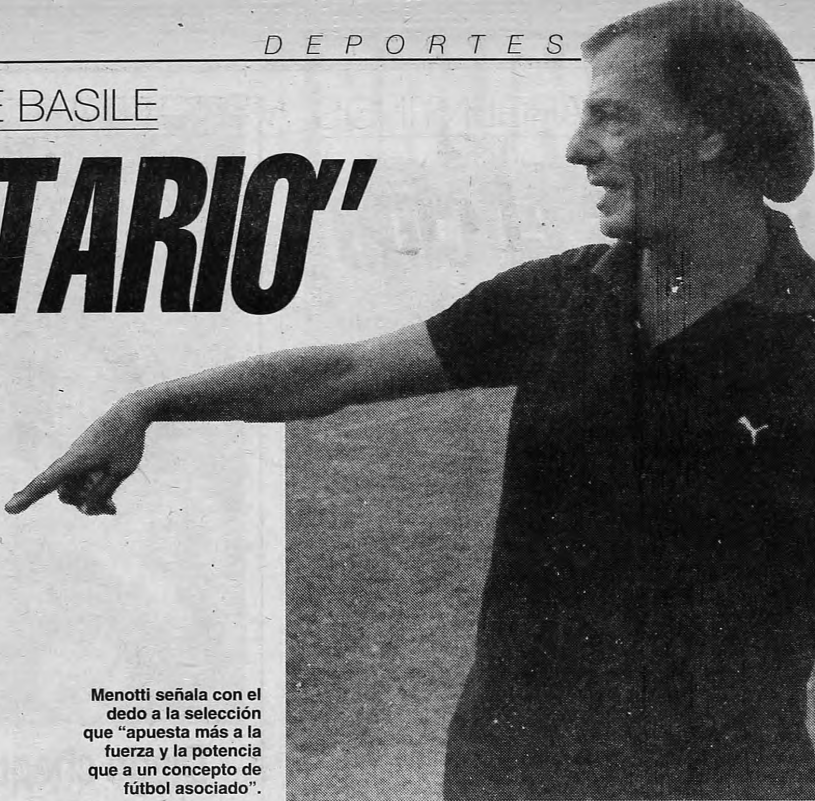 DEPORTES
E BASILE
TARIO"
Menotti señala con el
dedo a la selección
que “apuesta más a la
fuerza y la potencia
que a un concepto de
fútbol asociado”.